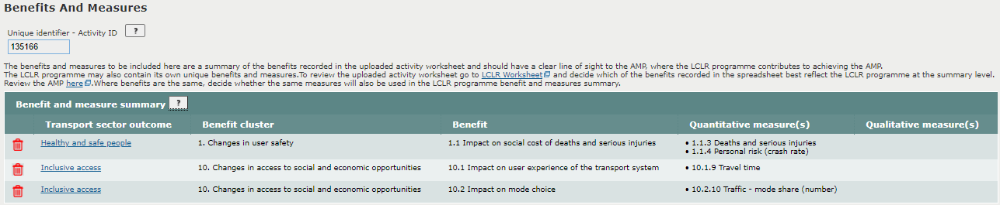 Benefits And Measures
Unique identifier - Activity ID ?
135166
The benefits and measures to be included here are a summary of the benefits recorded in the uploaded activity worksheet and should have a clear line of sight to the AMP, where the LCLR programme contributes to achieving the AMP.
The LCLR programme may also contain its own unique benefits and measures.To review the uploaded activity worksheet go to LCLR Worksheet and decide which of the benefits recorded in the spreadsheet best reflect the LCLR programme at the summary level.
Review the AMP here.Where benefits are the same, decide whether the same measures will also be used in the LCLR programme benefit and measures summary.
Benefit and measure summary ?
Transport sector outcome Benefit cluster Benefit Quantitative measure(s) Qualitative measure(s)
Healthy and safe people 1. Changes in user safety 1.1 Impact on social cost of deaths and serious injuries • 1.1.3 Deaths and serious injuries
• 1.1.4 Personal risk (crash rate)
Inclusive access 10. Changes in access to social and economic opportunities 10.1 Impact on user experience of the transport system • 10.1.9 Travel time
Inclusive access 10. Changes in access to social and economic opportunities 10.2 Impact on mode choice • 10.2.10 Traffic - mode share (number)